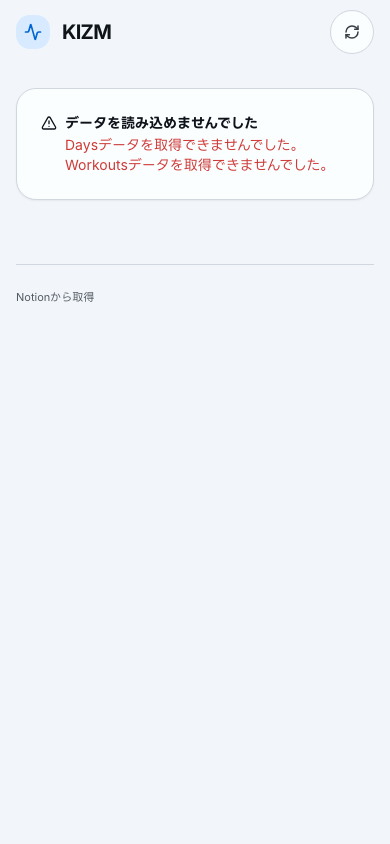 KIZM
データを読み込めませんでした
Daysデータを取得できませんでした。
Workoutsデータを取得できませんでした。
Notionから取得